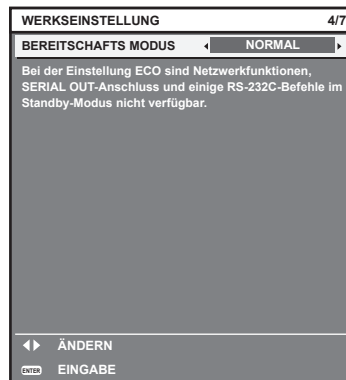 WERKSEINSTELLUNG 4/7
BEREITSCHAFTS MODUS NORMAL
Bei der Einstellung ECO sind Netzwerkfunktionen,
SERIAL OUT-Anschluss und einige RS-232C-Befehle im
Standby-Modus nicht verfügbar.
ÄNDERN
ENTER EINGABE